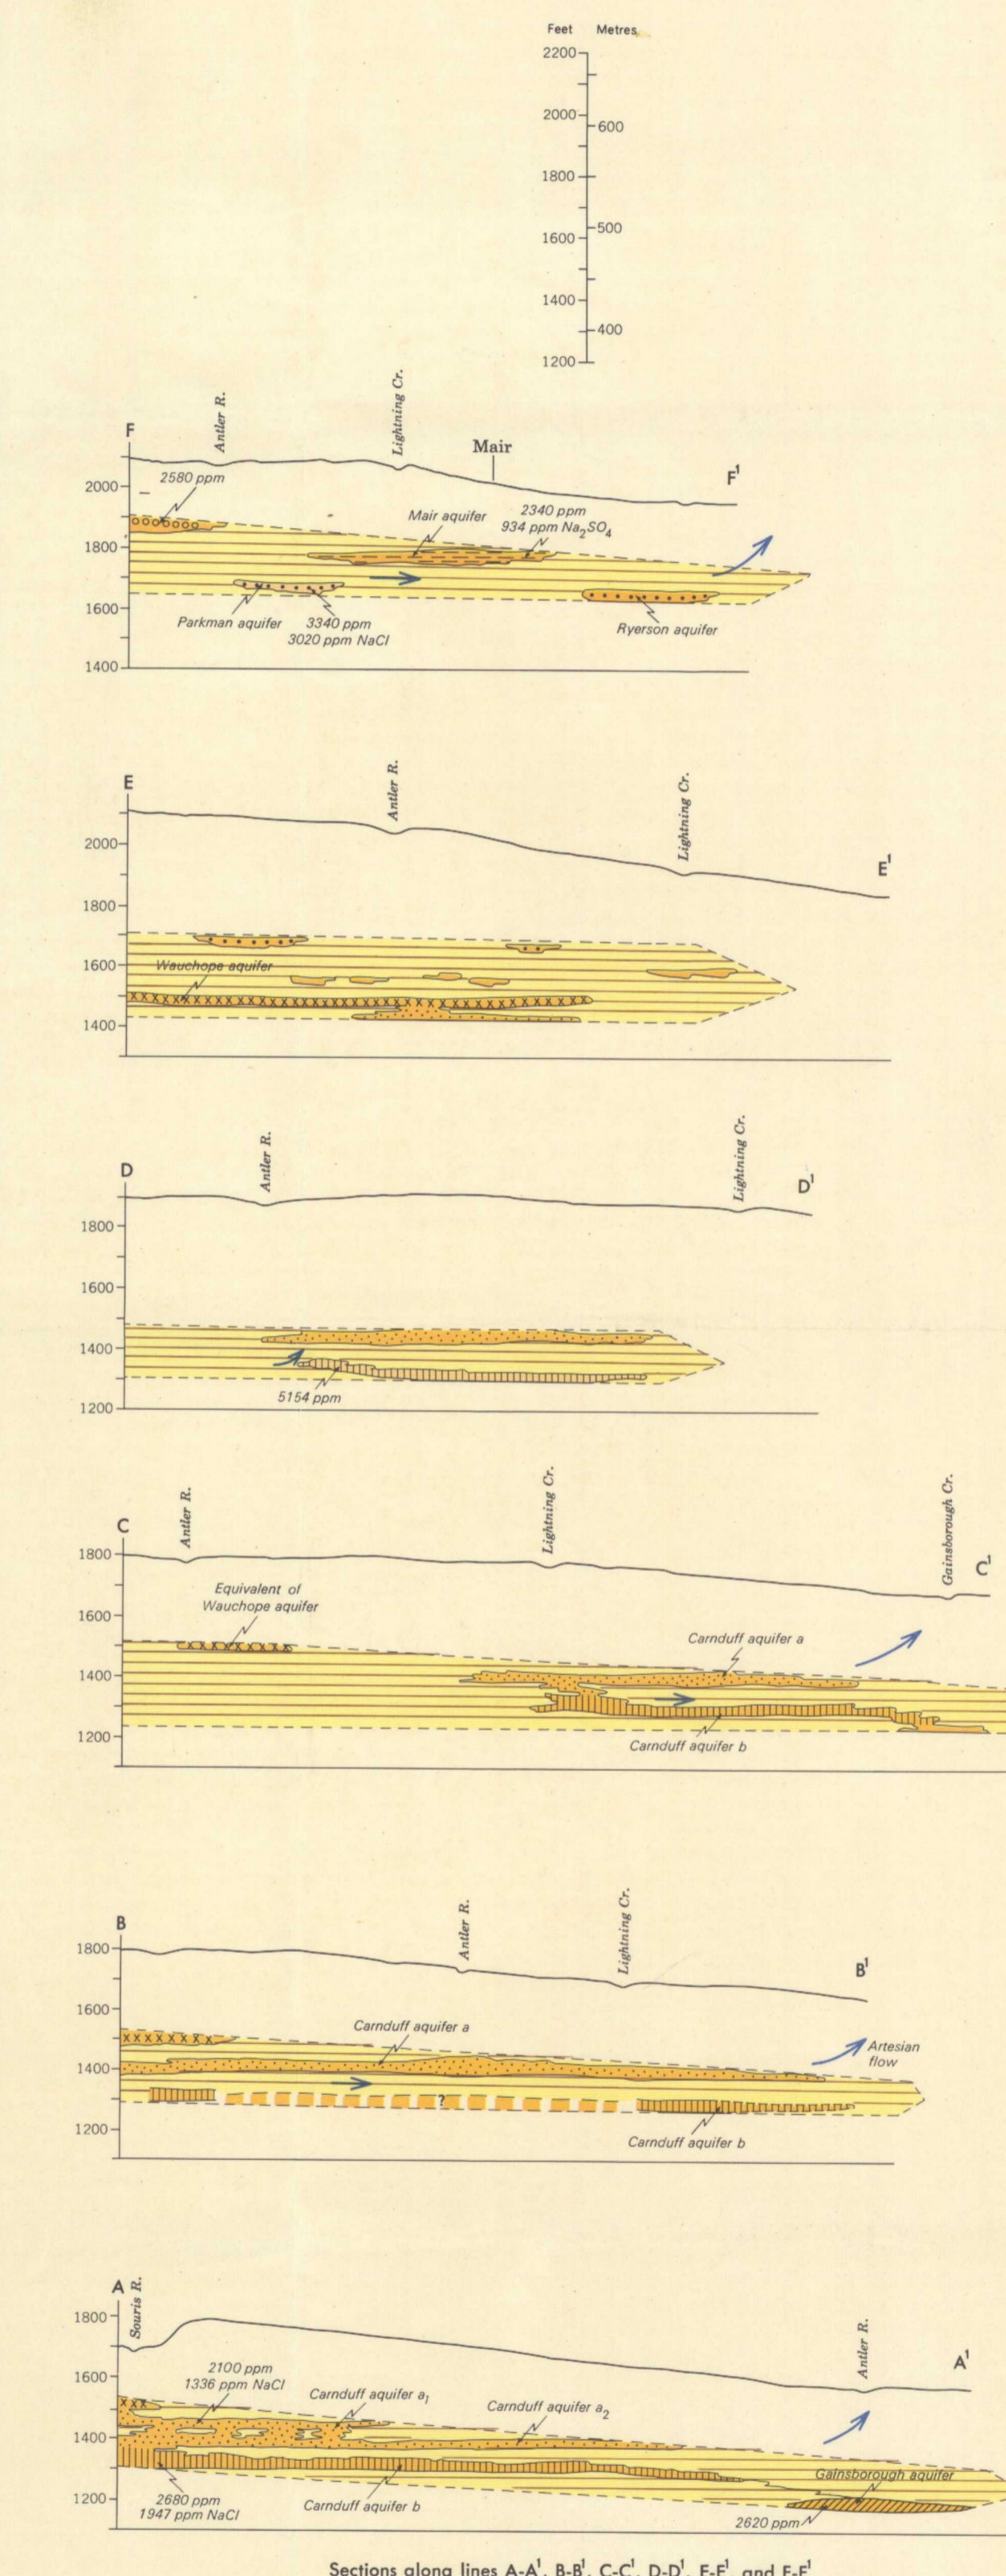 Feet Metres
2200
2000
600
1800
500
1600
1400
400
1200
F
Antler R.
Lightning Cr.
Mair
F¹
2580 ppm
2000
Mair aquifer
2340 ppm
934 ppm Na₂SO₄
1800
1600
Parkman aquifer
3340 ppm
3020 ppm NaCl
Ryerson aquifer
1400
E
Antler R.
Lightning Cr.
E¹
2000
1800
1600
Wauchope aquifer
1400
D
Antler R.
Lightning Cr.
D¹
1800
1600
1400
5154 ppm
1200
C
Antler R.
Lightning Cr.
Gainsborough Cr.
C¹
1800
Equivalent of
Wauchope aquifer
1600
Carnduff aquifer a
1400
1200
Carnduff aquifer b
B
Antler R.
Lightning Cr.
B¹
1800
1600
Carnduff aquifer a
Artesian
flow
1400
?
1200
Carnduff aquifer b
A
Souris R.
Antler R.
A¹
1800
1600
2100 ppm
1336 ppm NaCl
Carnduff aquifer a₁
Carnduff aquifer a₂
1400
Gainsborough aquifer
1200
2680 ppm
1947 ppm NaCl
Carnduff aquifer b
2620 ppm
Sections along lines A-A¹, B-B¹, C-C¹, D-D¹, E-E¹, and F-F¹